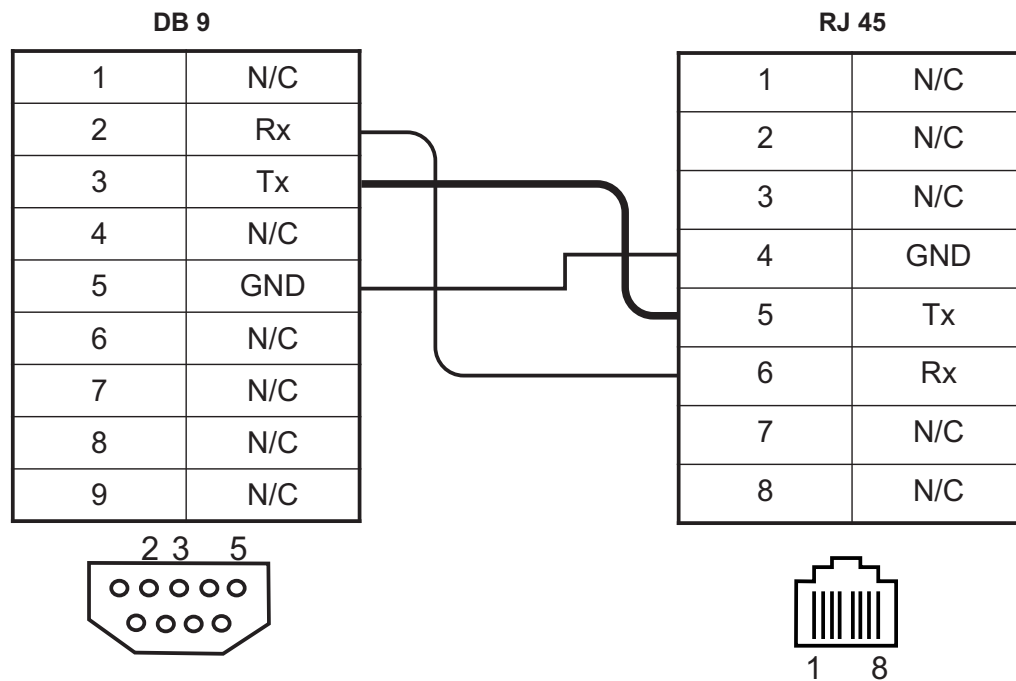 DB 9
1 N/C
2 Rx
3 Tx
4 N/C
5 GND
6 N/C
7 N/C
8 N/C
9 N/C
2 3 5
RJ 45
1 N/C
2 N/C
3 N/C
4 GND
5 Tx
6 Rx
7 N/C
8 N/C
1 8